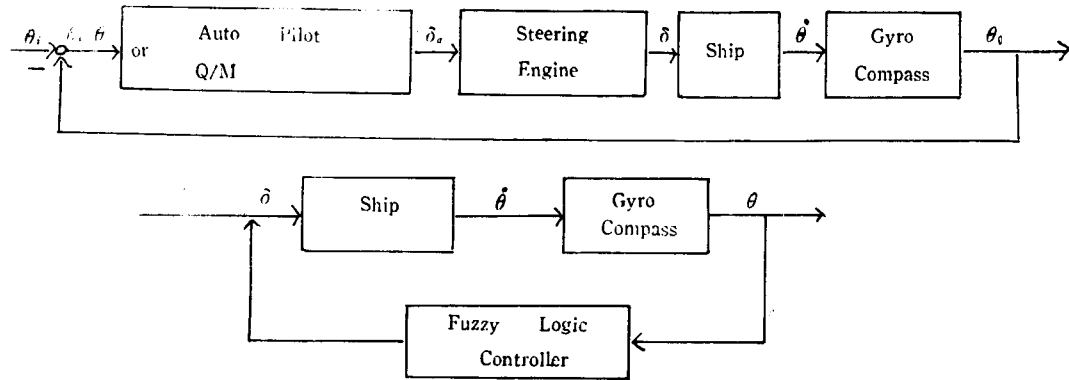 θᵢ
θ
−
or
Auto Pilot
Q/M
δₐ
Steering
Engine
δ
Ship
θ̇
Gyro
Compass
θ₀
δ
Ship
θ̇
Gyro
Compass
θ
Fuzzy Logic
Controller